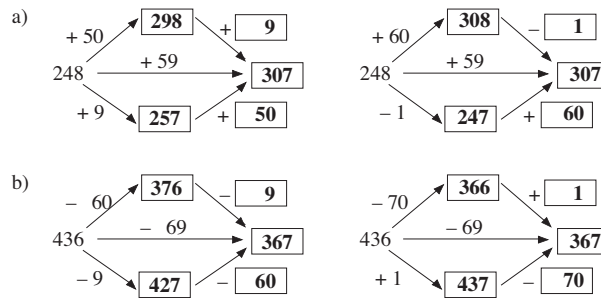 a)
+ 50 298 + 9
248 + 59 307
+ 9 257 + 50
+ 60 308 – 1
248 + 59 307
– 1 247 + 60
b)
– 60 376 – 9
436 – 69 367
– 9 427 – 60
– 70 366 + 1
436 – 69 367
+ 1 437 – 70